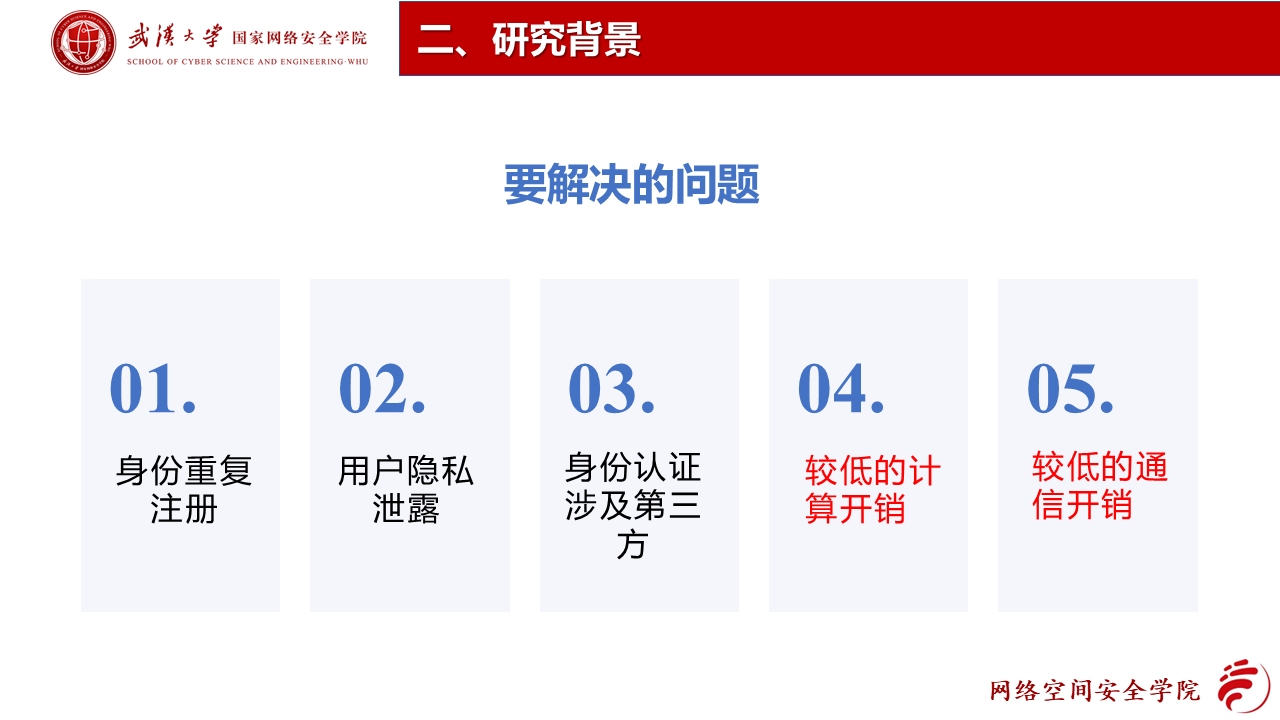 武汉大学 国家网络安全学院
SCHOOL OF CYBER SCIENCE AND ENGINEERING·WHU
二、研究背景
要解决的问题
01.
身份重复
注册
02.
用户隐私
泄露
03.
身份认证
涉及第三
方
04.
较低的计
算开销
05.
较低的通
信开销
网络空间安全学院